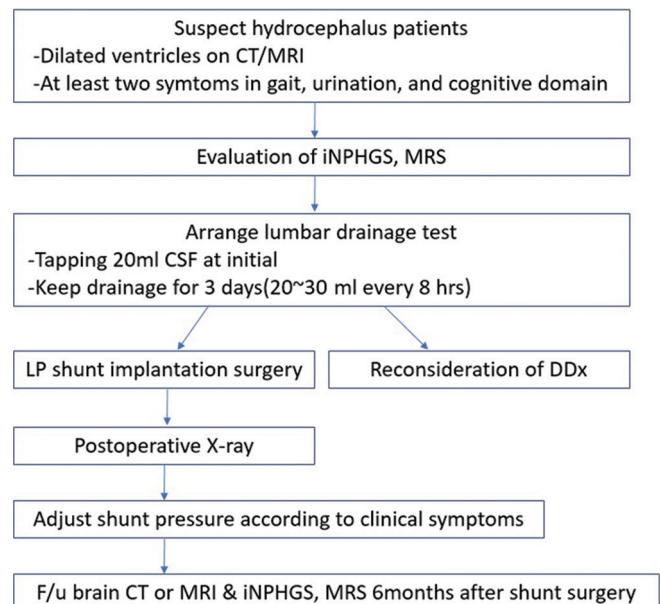 Suspect hydrocephalus patients
-Dilated ventricles on CT/MRI
-At least two symtoms in gait, urination, and cognitive domain
Evaluation of iNPHGS, MRS
Arrange lumbar drainage test
-Tapping 20ml CSF at initial
-Keep drainage for 3 days(20~30 ml every 8 hrs)
LP shunt implantation surgery
Reconsideration of DDx
Postoperative X-ray
Adjust shunt pressure according to clinical symptoms
F/u brain CT or MRI & iNPHGS, MRS 6months after shunt surgery